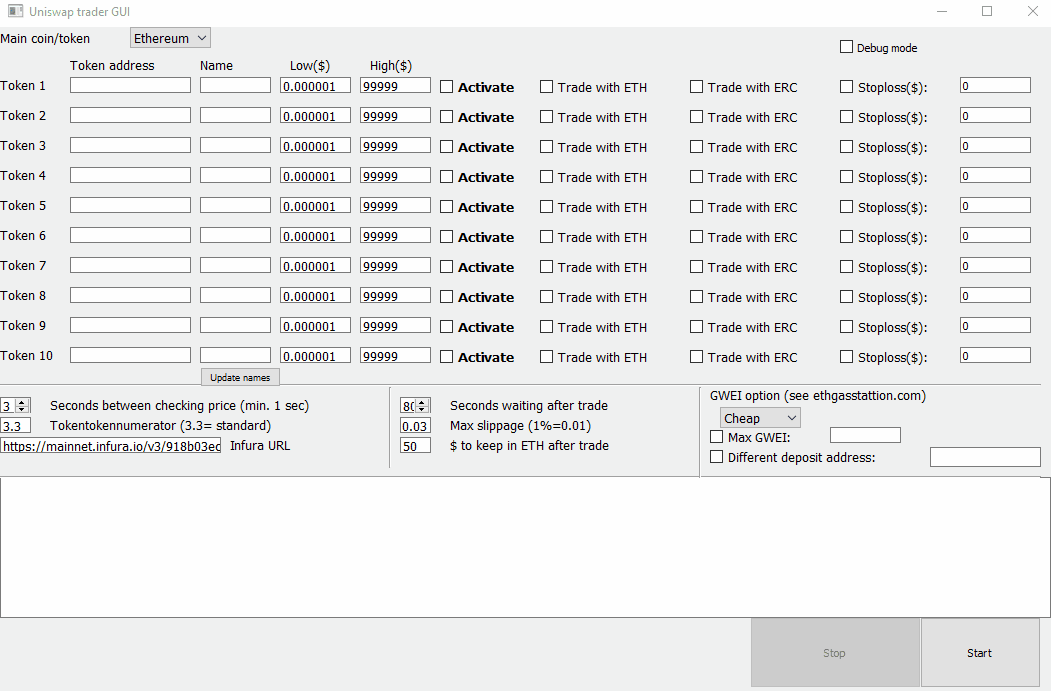 Uniswap trader GUI
Main coin/token Ethereum
Debug mode
Token address Name Low($) High($)
Token 1 0.000001 99999 Activate Trade with ETH Trade with ERC Stoploss($): 0
Token 2 0.000001 99999 Activate Trade with ETH Trade with ERC Stoploss($): 0
Token 3 0.000001 99999 Activate Trade with ETH Trade with ERC Stoploss($): 0
Token 4 0.000001 99999 Activate Trade with ETH Trade with ERC Stoploss($): 0
Token 5 0.000001 99999 Activate Trade with ETH Trade with ERC Stoploss($): 0
Token 6 0.000001 99999 Activate Trade with ETH Trade with ERC Stoploss($): 0
Token 7 0.000001 99999 Activate Trade with ETH Trade with ERC Stoploss($): 0
Token 8 0.000001 99999 Activate Trade with ETH Trade with ERC Stoploss($): 0
Token 9 0.000001 99999 Activate Trade with ETH Trade with ERC Stoploss($): 0
Token 10 0.000001 99999 Activate Trade with ETH Trade with ERC Stoploss($): 0
Update names
3 Seconds between checking price (min. 1 sec)
3.3 Tokentokennumerator (3.3= standard)
https://mainnet.infura.io/v3/918b03ec Infura URL
Seconds waiting after trade
0.03 Max slippage (1%=0.01)
50 $ to keep in ETH after trade
GWEI option (see ethgasstattion.com)
Cheap
Max GWEI:
Different deposit address:
Stop Start